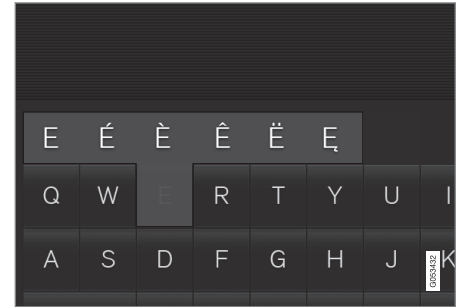 E É È Ê Ë Ę
Q W E R T Y U I
A S D F G H J K
G053432